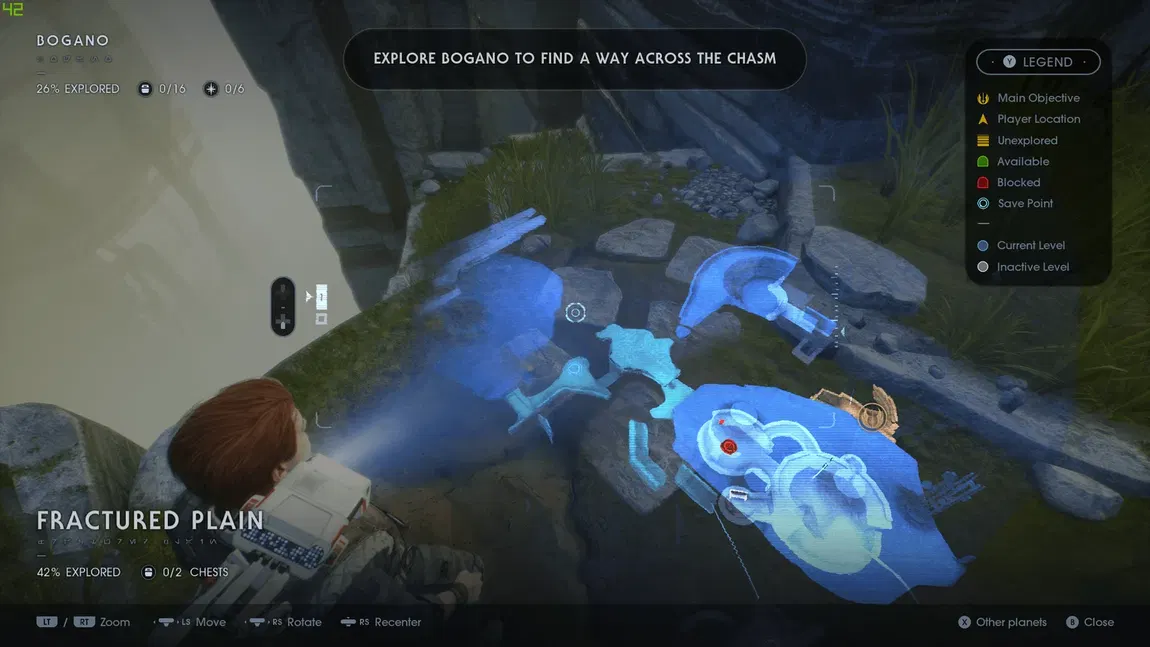 42
BOGANO
26% EXPLORED 0/16 0/6
EXPLORE BOGANO TO FIND A WAY ACROSS THE CHASM
Y LEGEND
Main Objective
Player Location
Unexplored
Available
Blocked
Save Point
Current Level
Inactive Level
FRACTURED PLAIN
42% EXPLORED 0/2 CHESTS
LT / RT Zoom LS Move RS Rotate RS Recenter
X Other planets B Close